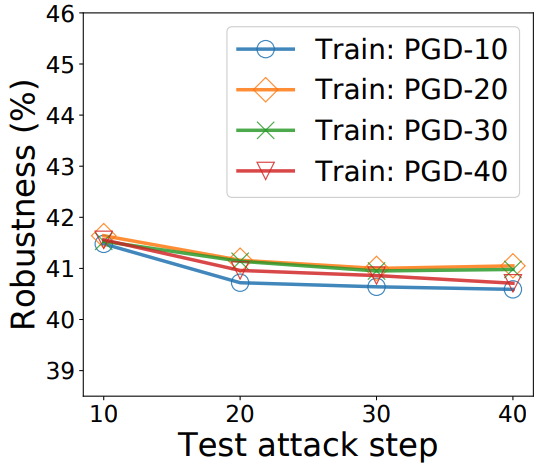 46
45
44
43
42
41
40
39
Robustness (%)
Train: PGD-10
Train: PGD-20
Train: PGD-30
Train: PGD-40
10 20 30 40
Test attack step